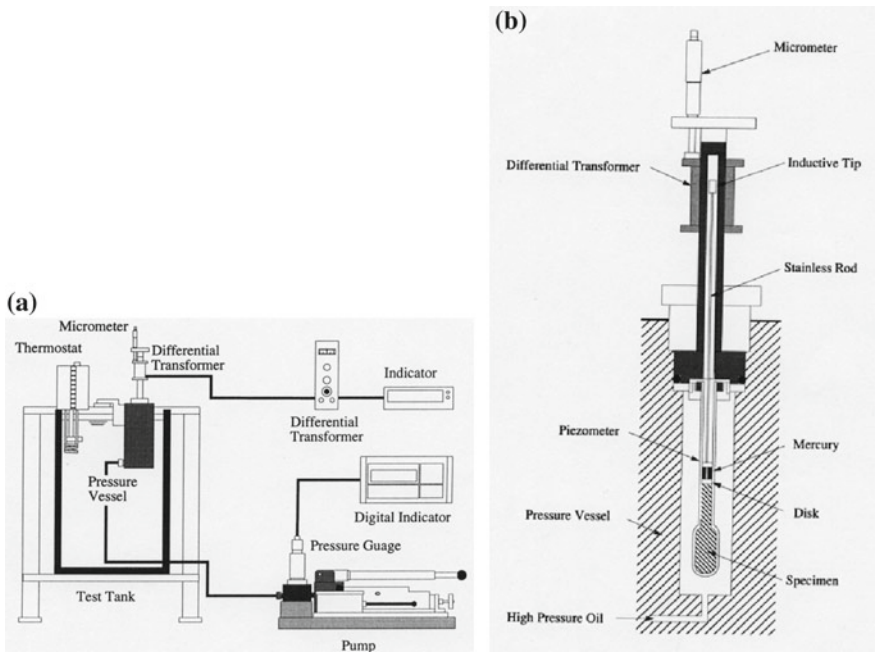 (a)
Micrometer
Thermostat
Differential
Transformer
Indicator
Differential
Transformer
Pressure
Vessel
Digital Indicator
Pressure Guage
Test Tank
Pump
(b)
Micrometer
Differential Transformer
Inductive Tip
Stainless Rod
Piezometer
Mercury
Disk
Pressure Vessel
Specimen
High Pressure Oil